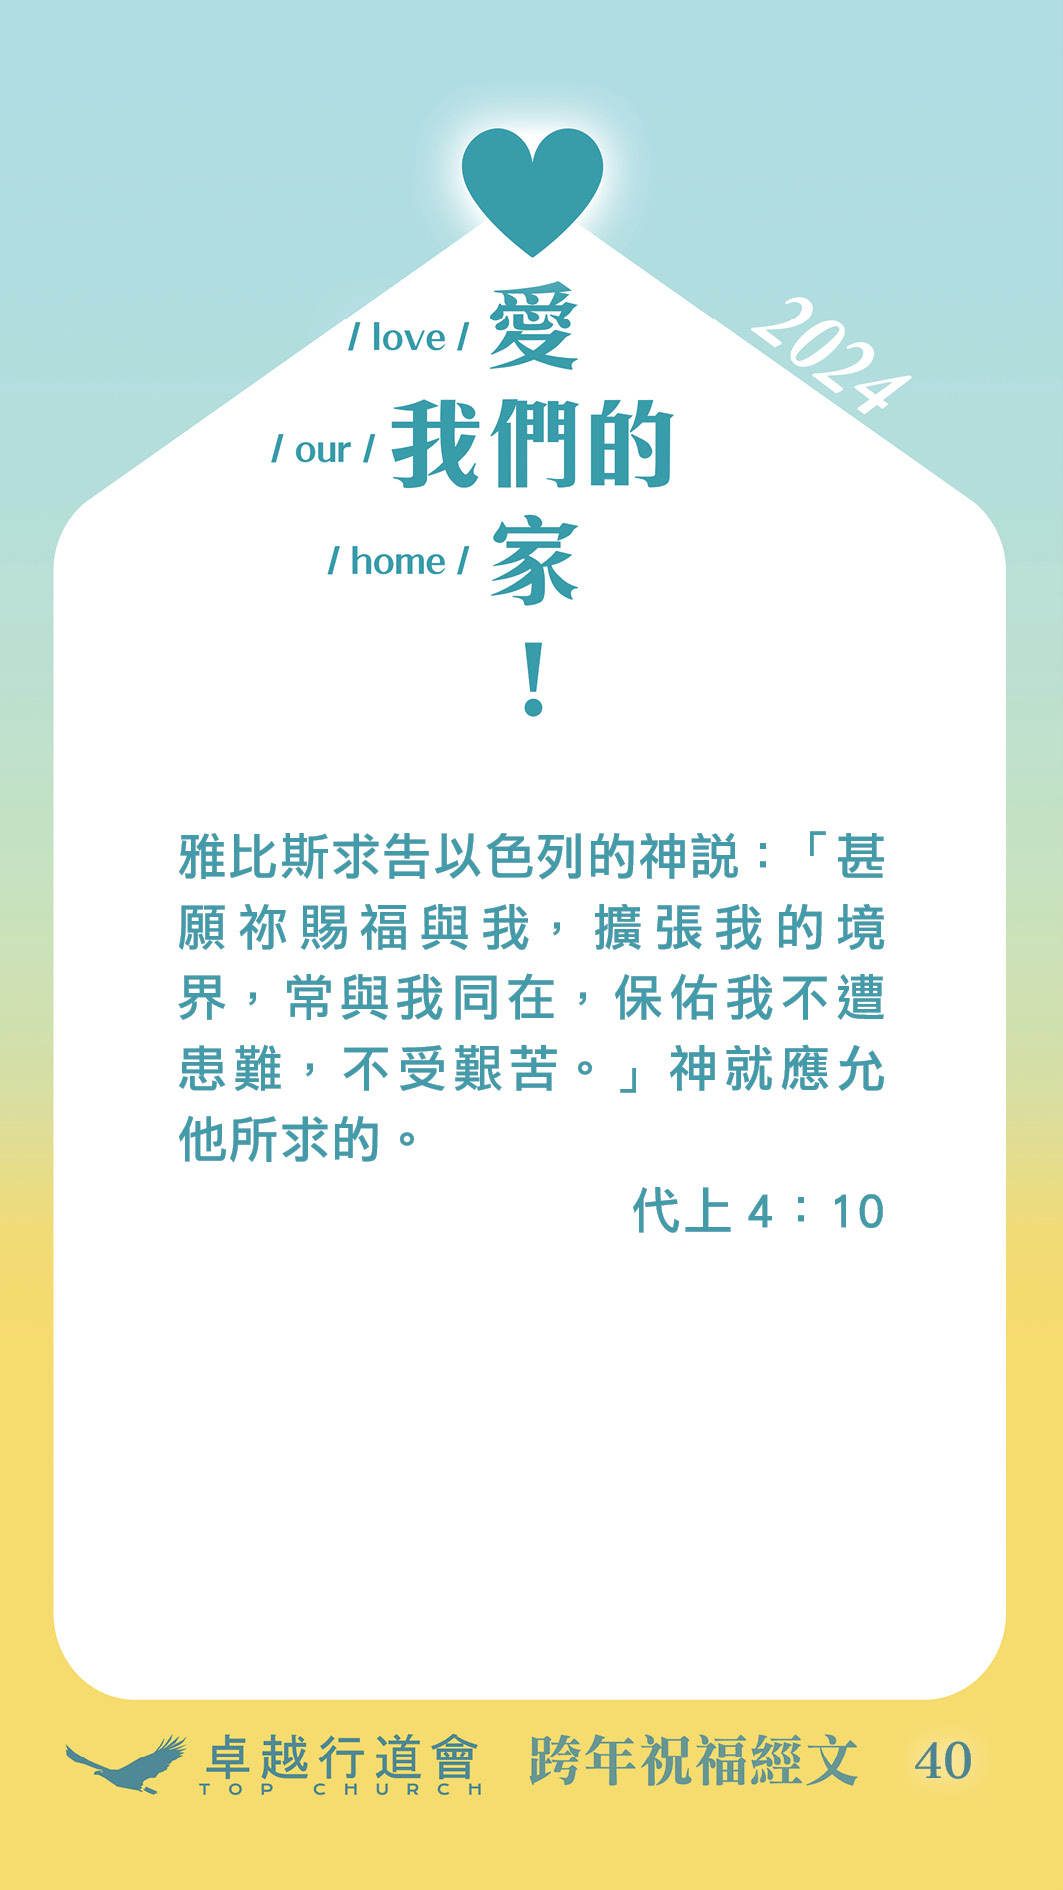 2024
/ love / 愛
/ our / 我們的
/ home / 家
!
雅比斯求告以色列的神説：「甚
願祢賜福與我，擴張我的境
界，常與我同在，保佑我不遭
患難，不受艱苦。」神就應允
他所求的。
代上 4：10
卓越行道會 跨年祝福經文 40
TOP CHURCH